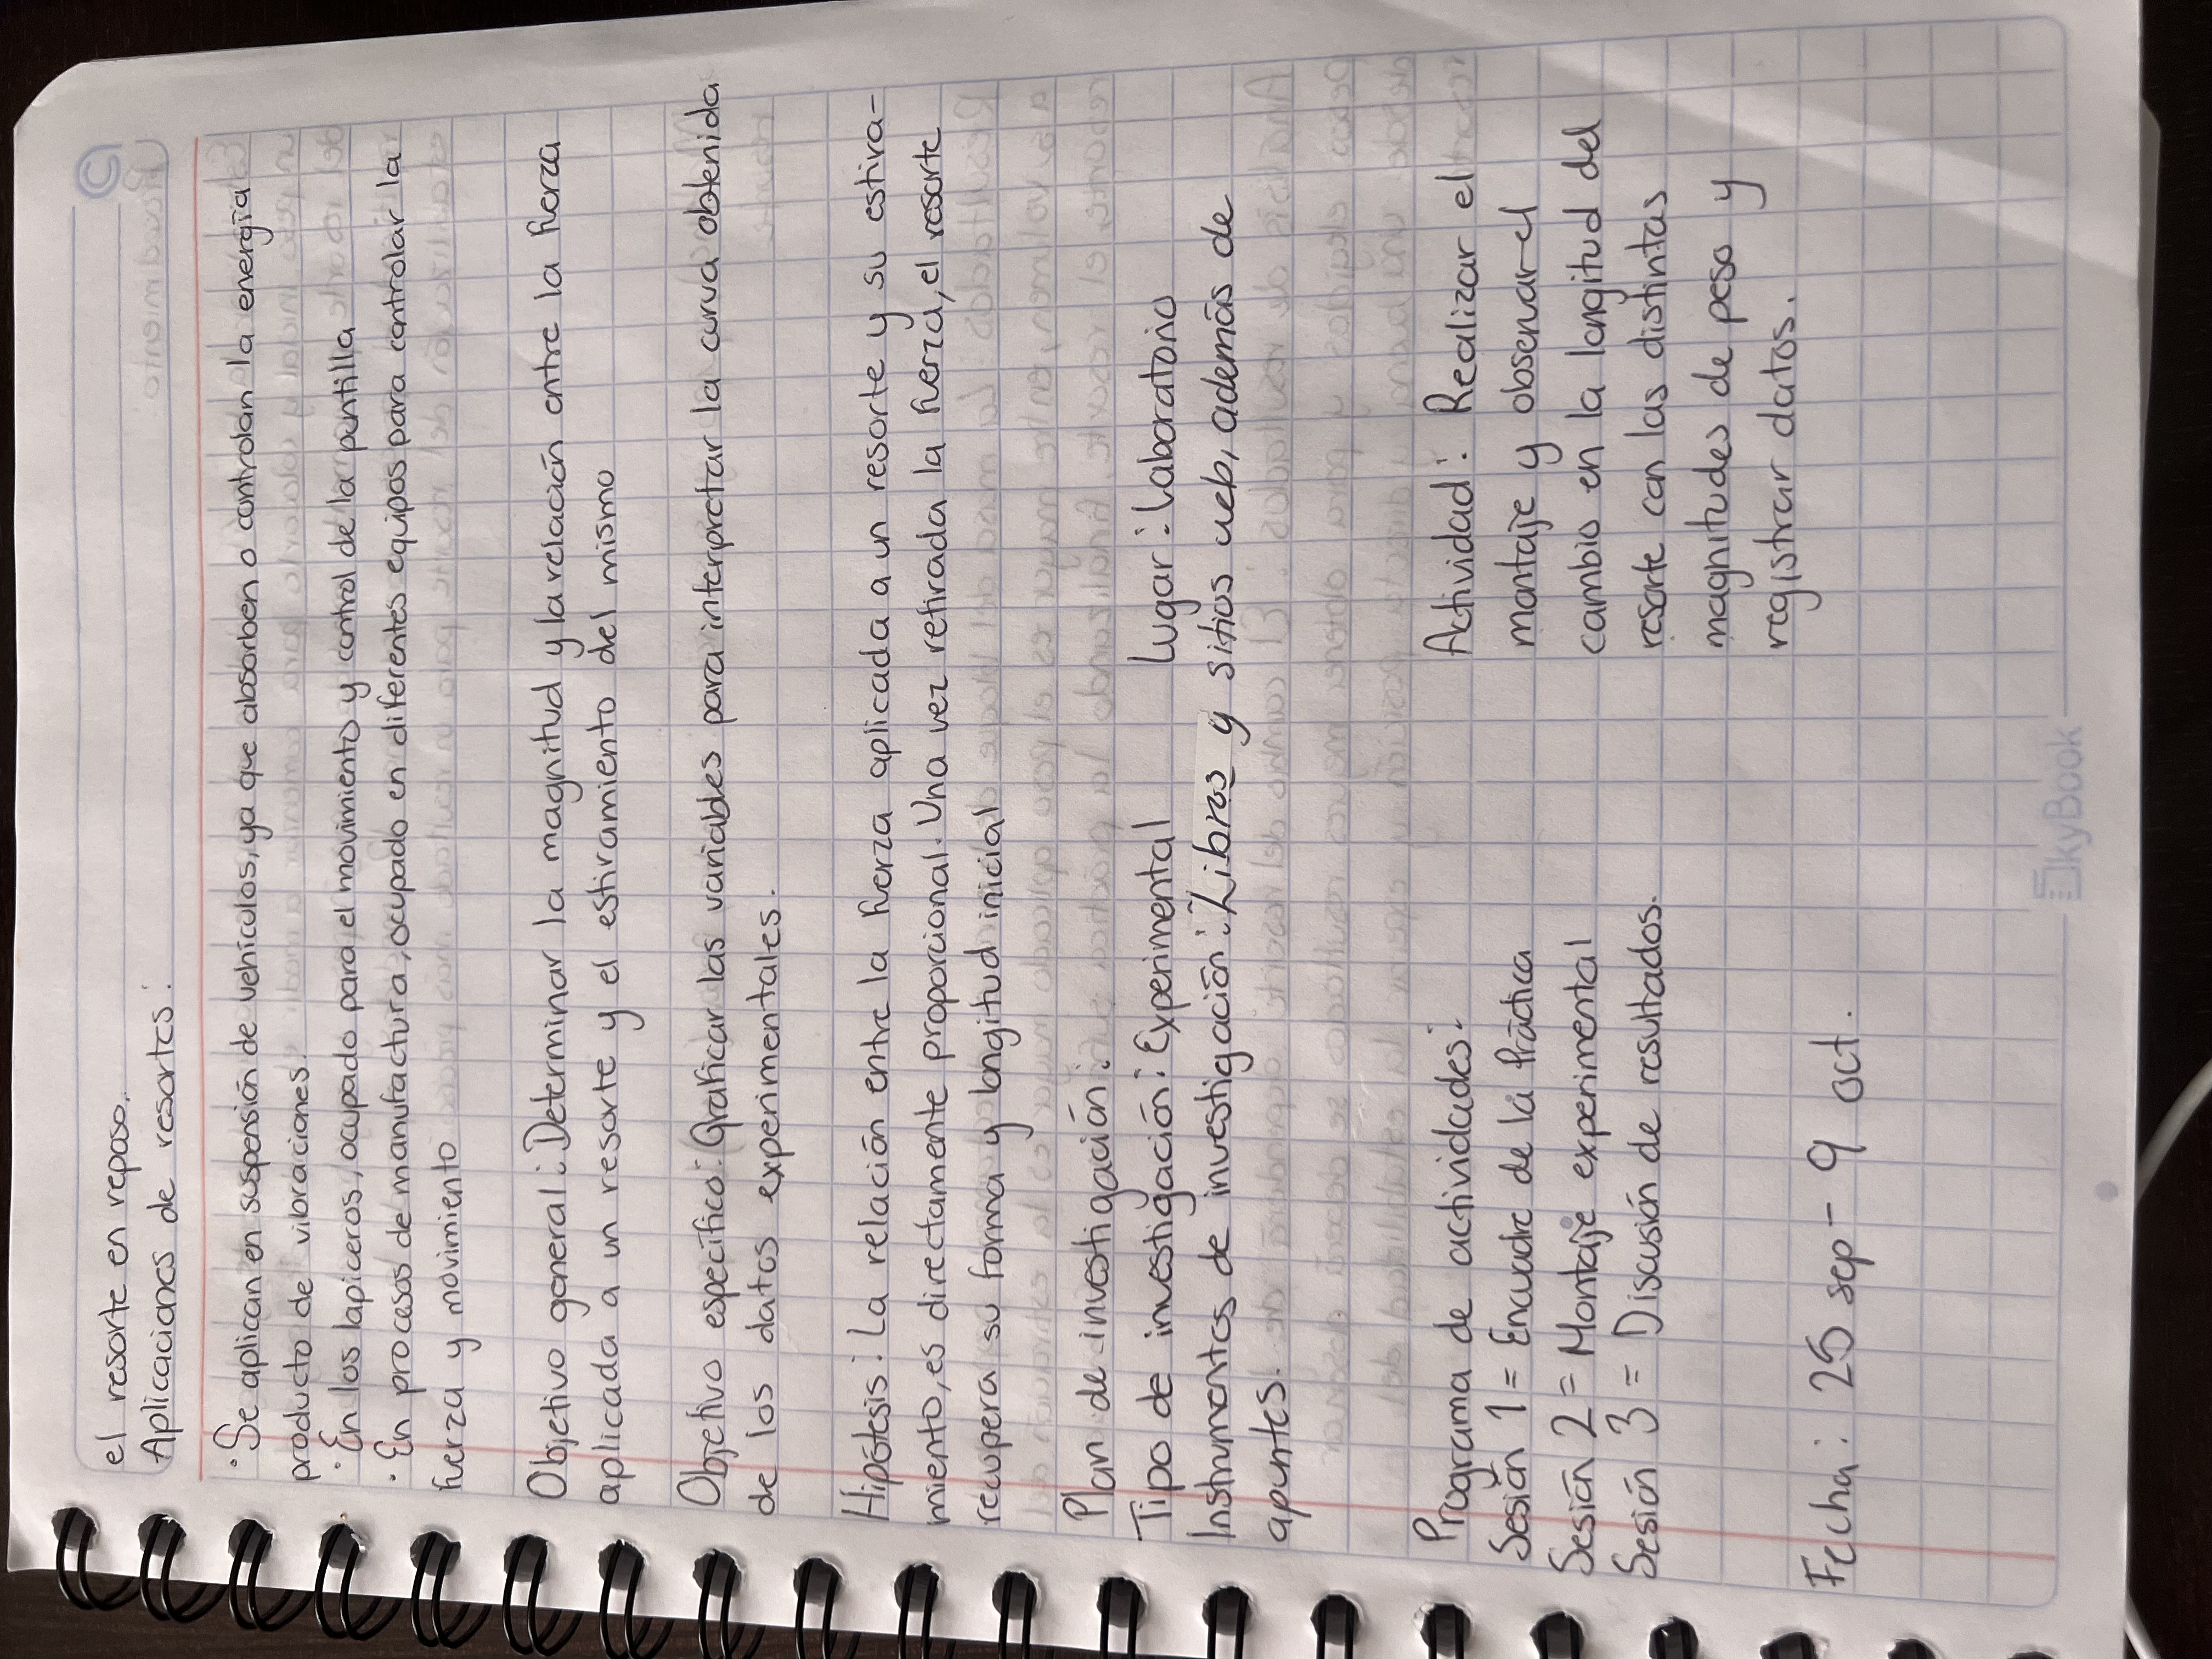 el resorte en reposo.
Aplicaciones de resortes:
· Se aplican en suspensión de vehículos, ya que absorben o controlan la energía
producto de vibraciones.
· En los lapiceros, ocupado para el movimiento y control de la puntilla
· En procesos de manufactura, ocupado en diferentes equipos para controlar la
fuerza y movimiento
Objetivo general: Determinar la magnitud y la relación entre la fuerza
aplicada a un resorte y el estiramiento del mismo
Objetivo específico: Graficar las variables para interpretar la curva obtenida
de los datos experimentales.
Hipótesis: La relación entre la fuerza aplicada a un resorte y su estira-
miento, es directamente proporcional. Una vez retirada la fuerza, el resorte
recupera su forma y longitud inicial
Plan de investigación:
Tipo de investigación: Experimental Lugar: Laboratorio
Instrumentos de investigación: Libros y sitios web, además de
apuntes.
Programa de actividades:
Sesión 1 = Encuadre de la Práctica
Sesión 2 = Montaje experimental
Sesión 3 = Discusión de resultados.
Actividad: Realizar el
montaje y observar el
cambio en la longitud del
resorte con las distintas
magnitudes de peso y
registrar datos.
Fecha: 25 sep - 9 oct.
SkyBook